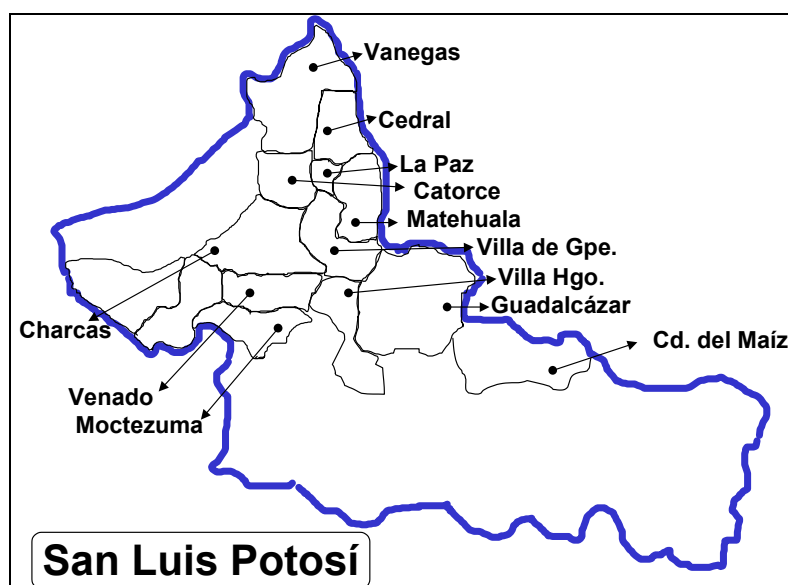 Vanegas
Cedral
La Paz
Catorce
Matehuala
Villa de Gpe.
Villa Hgo.
Guadalcázar
Charcas
Cd. del Maíz
Venado
Moctezuma
San Luis Potosí